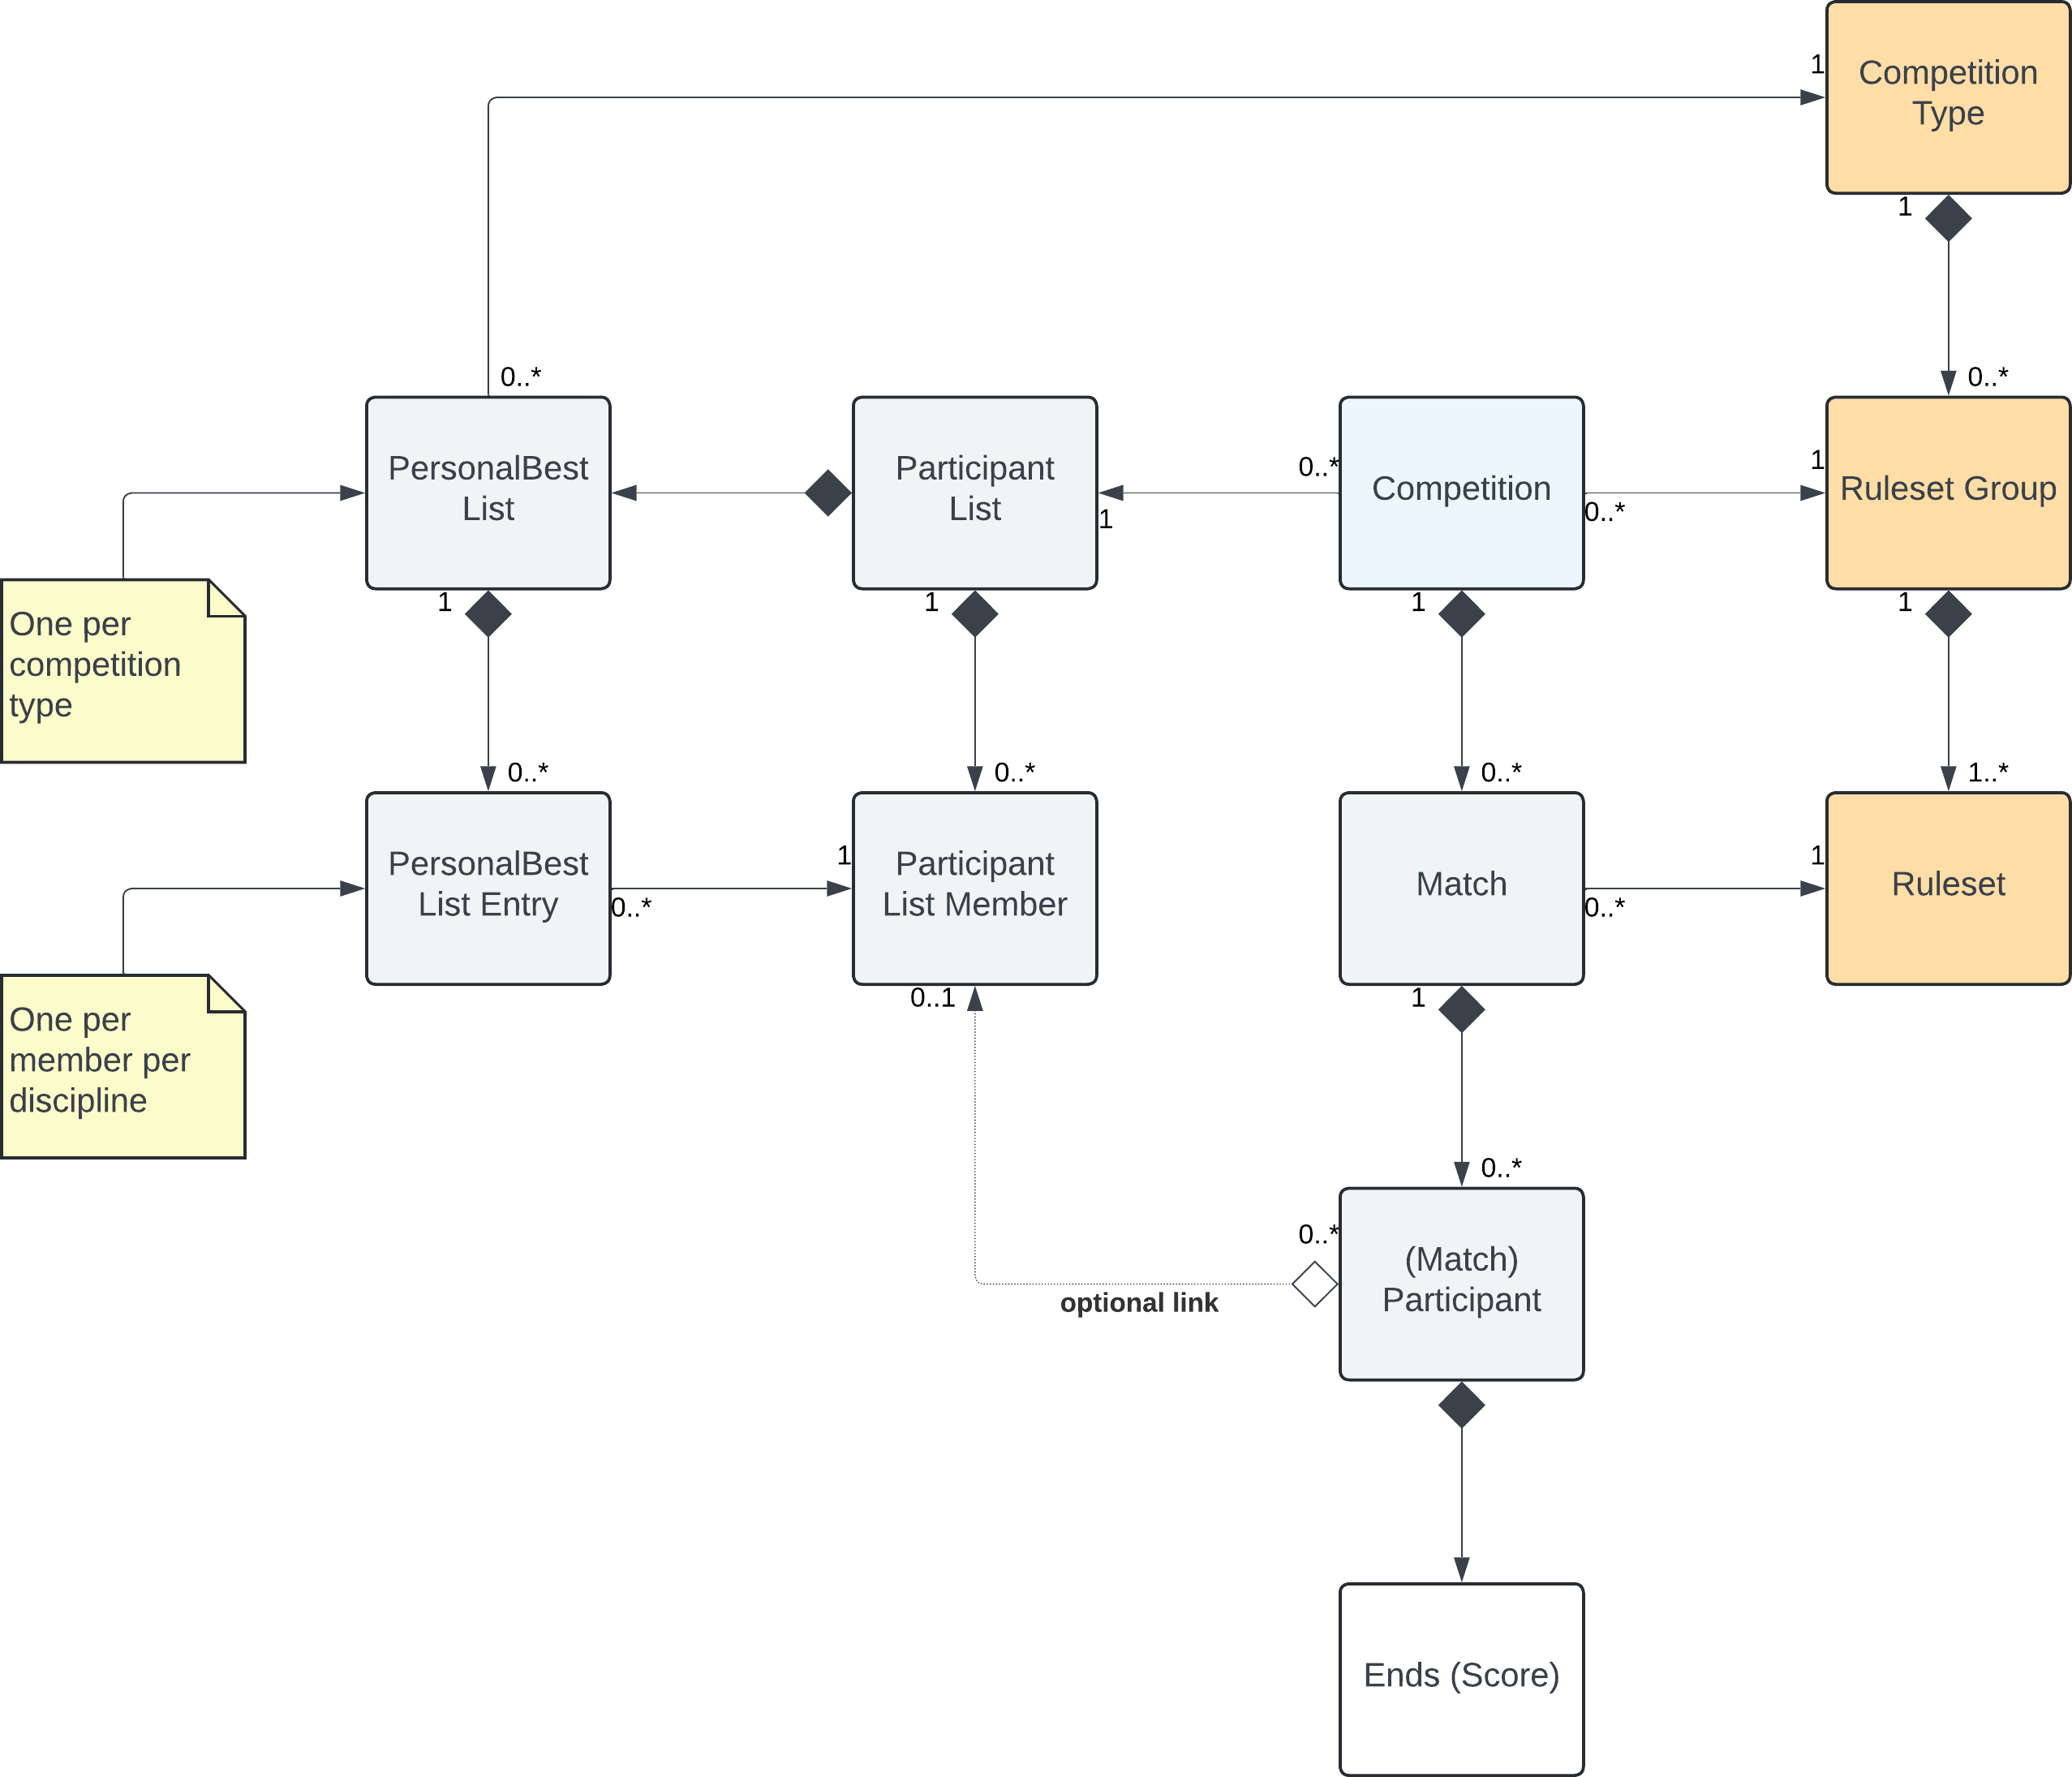 1
Competition
Type
1
0..*
0..*
PersonalBest
List
Participant
List
0..*
1
Competition
1
0..*
Ruleset Group
One per
competition
type
1
1
1
1
0..*
0..*
0..*
1..*
PersonalBest
List Entry
0..*
1
Participant
List Member
Match
0..*
1
Ruleset
One per
member per
discipline
0..1
1
0..*
0..*
optional link
(Match)
Participant
Ends (Score)